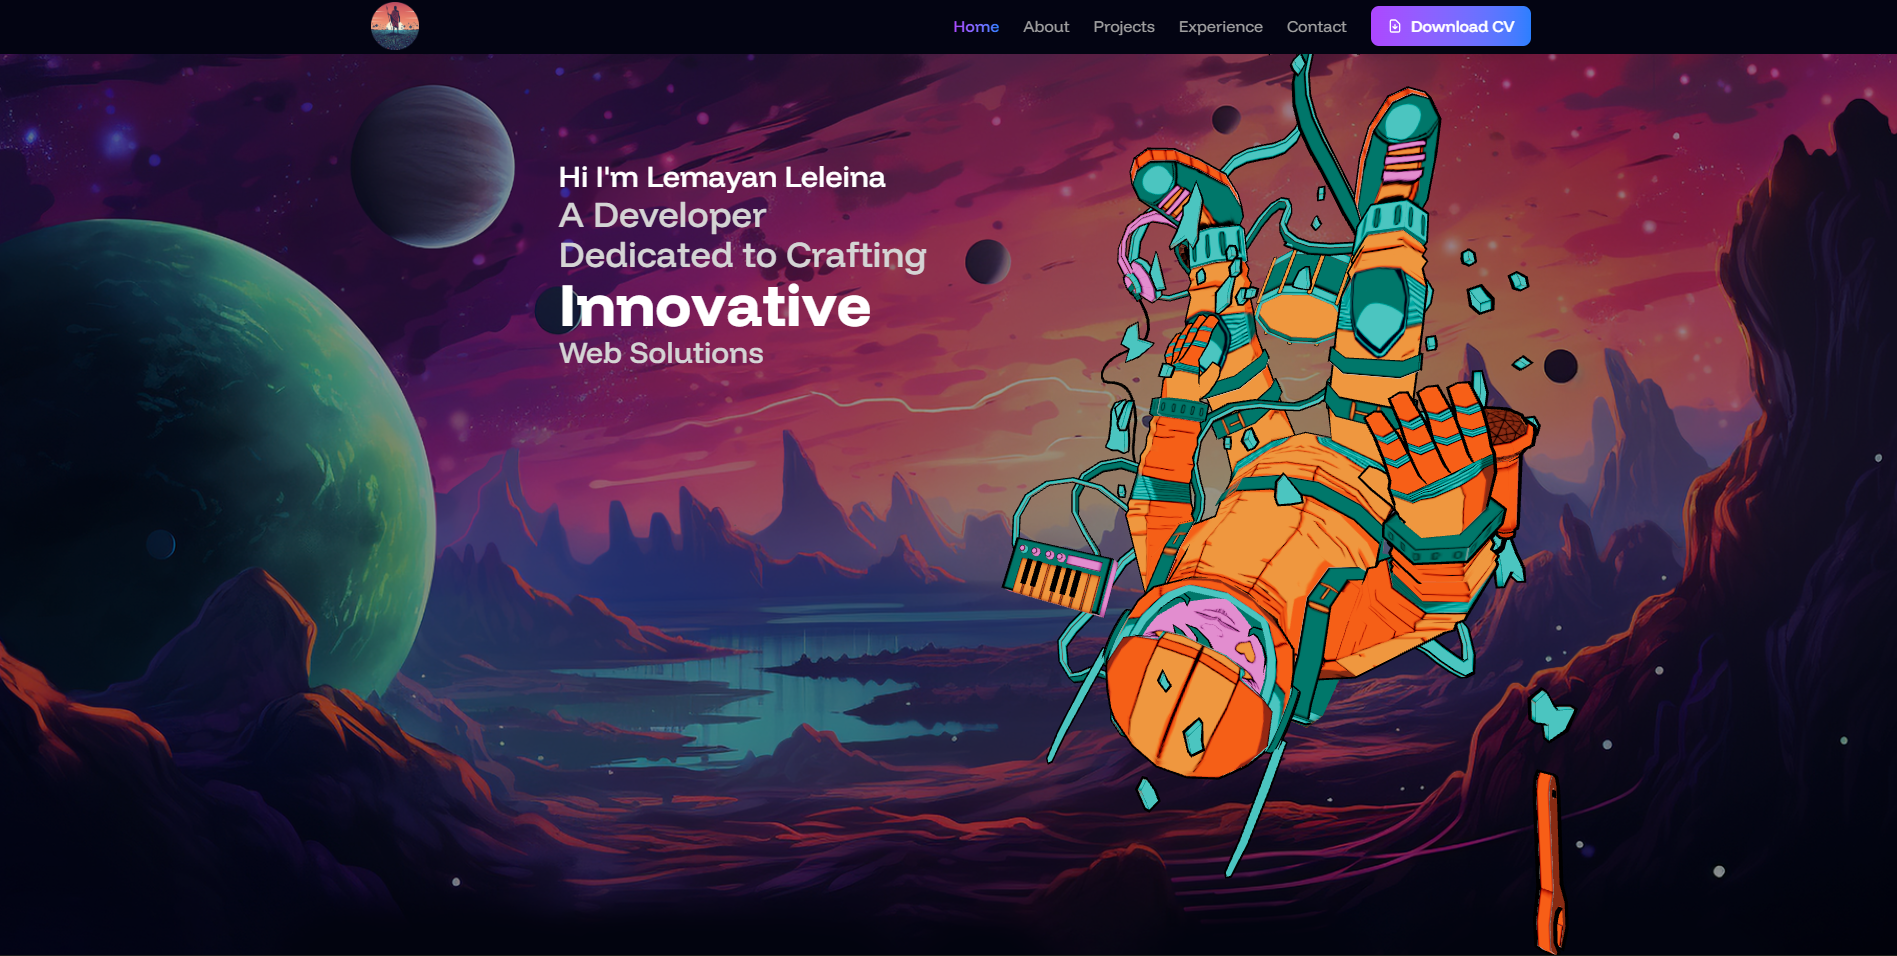 Home About Projects Experience Contact Download CV
Hi I'm Lemayan Leleina
A Developer
Dedicated to Crafting
Innovative
Web Solutions